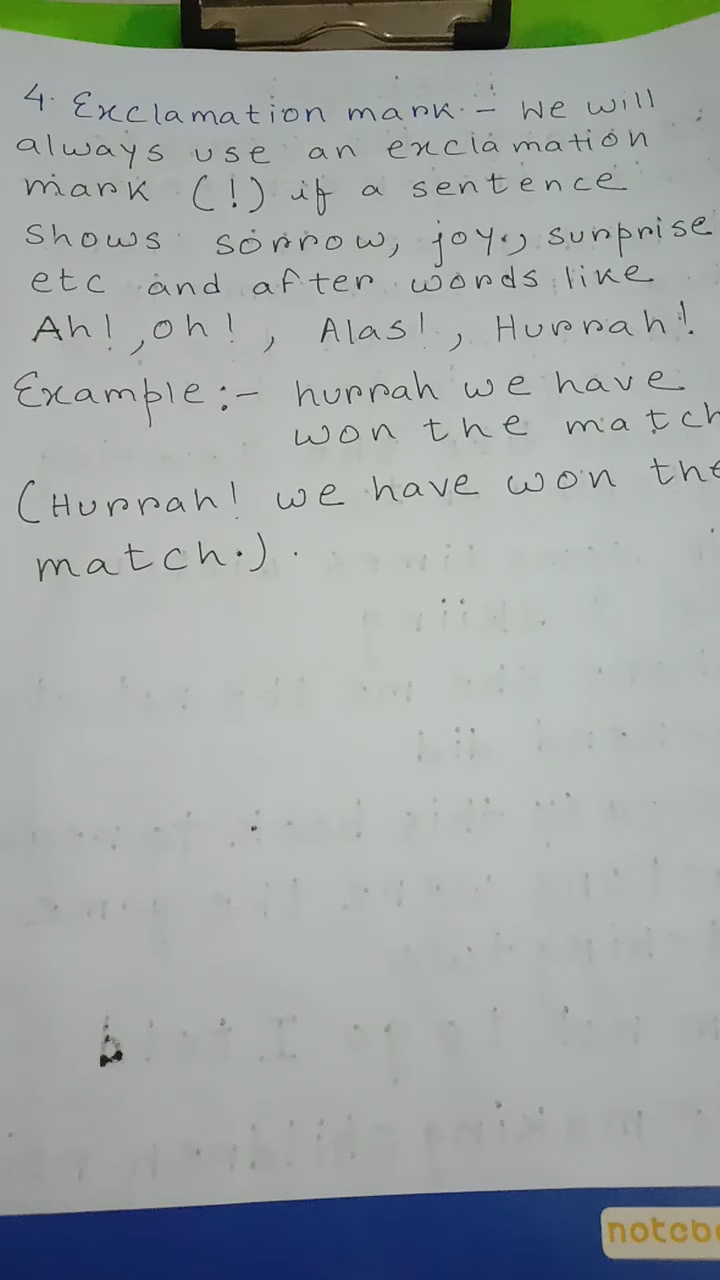 4. Exclamation mark. - We will
always use an exclamation
mark (!) if a sentence
shows sorrow, joy, surprise
etc and after words like
Ah!, oh!, Alas!, Hurrah!
Example:- hurrah we have
won the match
(Hurrah! we have won the
match.).